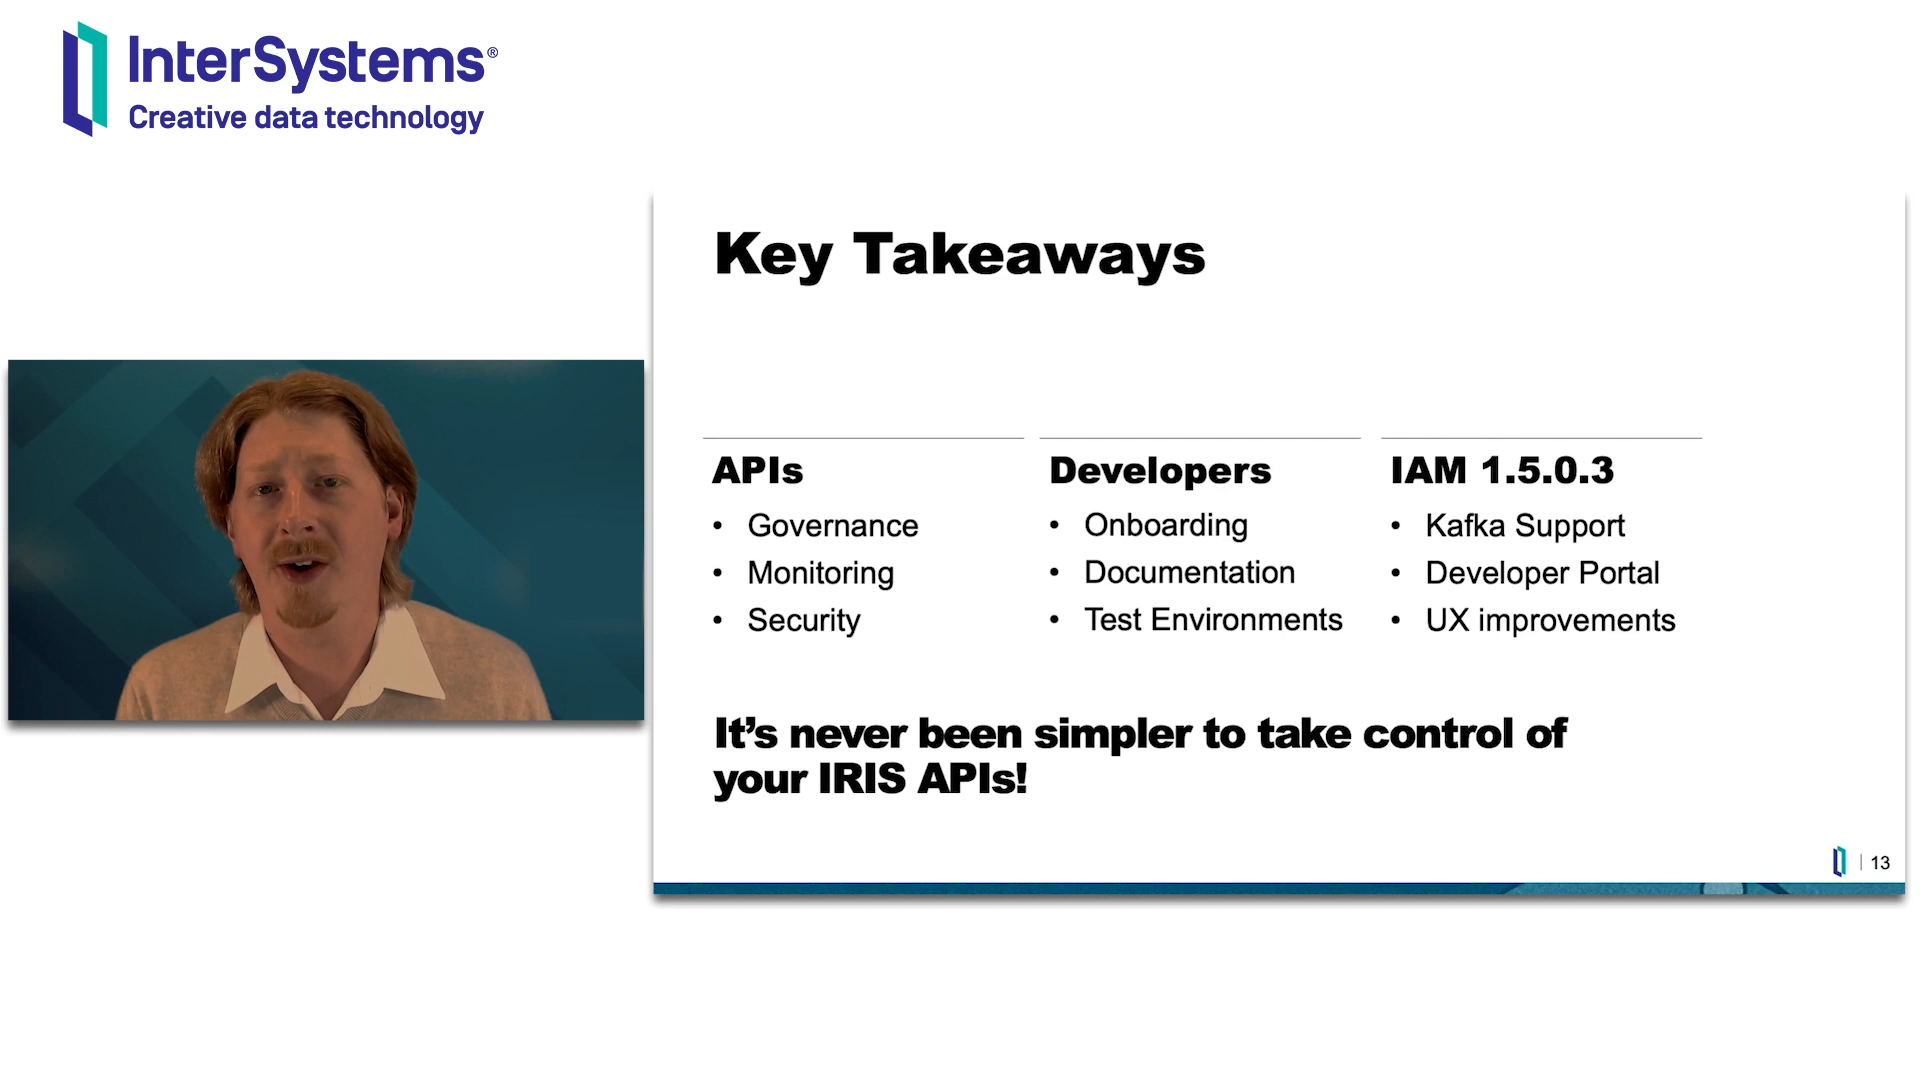 InterSystems®
Creative data technology
Key Takeaways
APIs
• Governance
• Monitoring
• Security
Developers
• Onboarding
• Documentation
• Test Environments
IAM 1.5.0.3
• Kafka Support
• Developer Portal
• UX improvements
It’s never been simpler to take control of
your IRIS APIs!
13